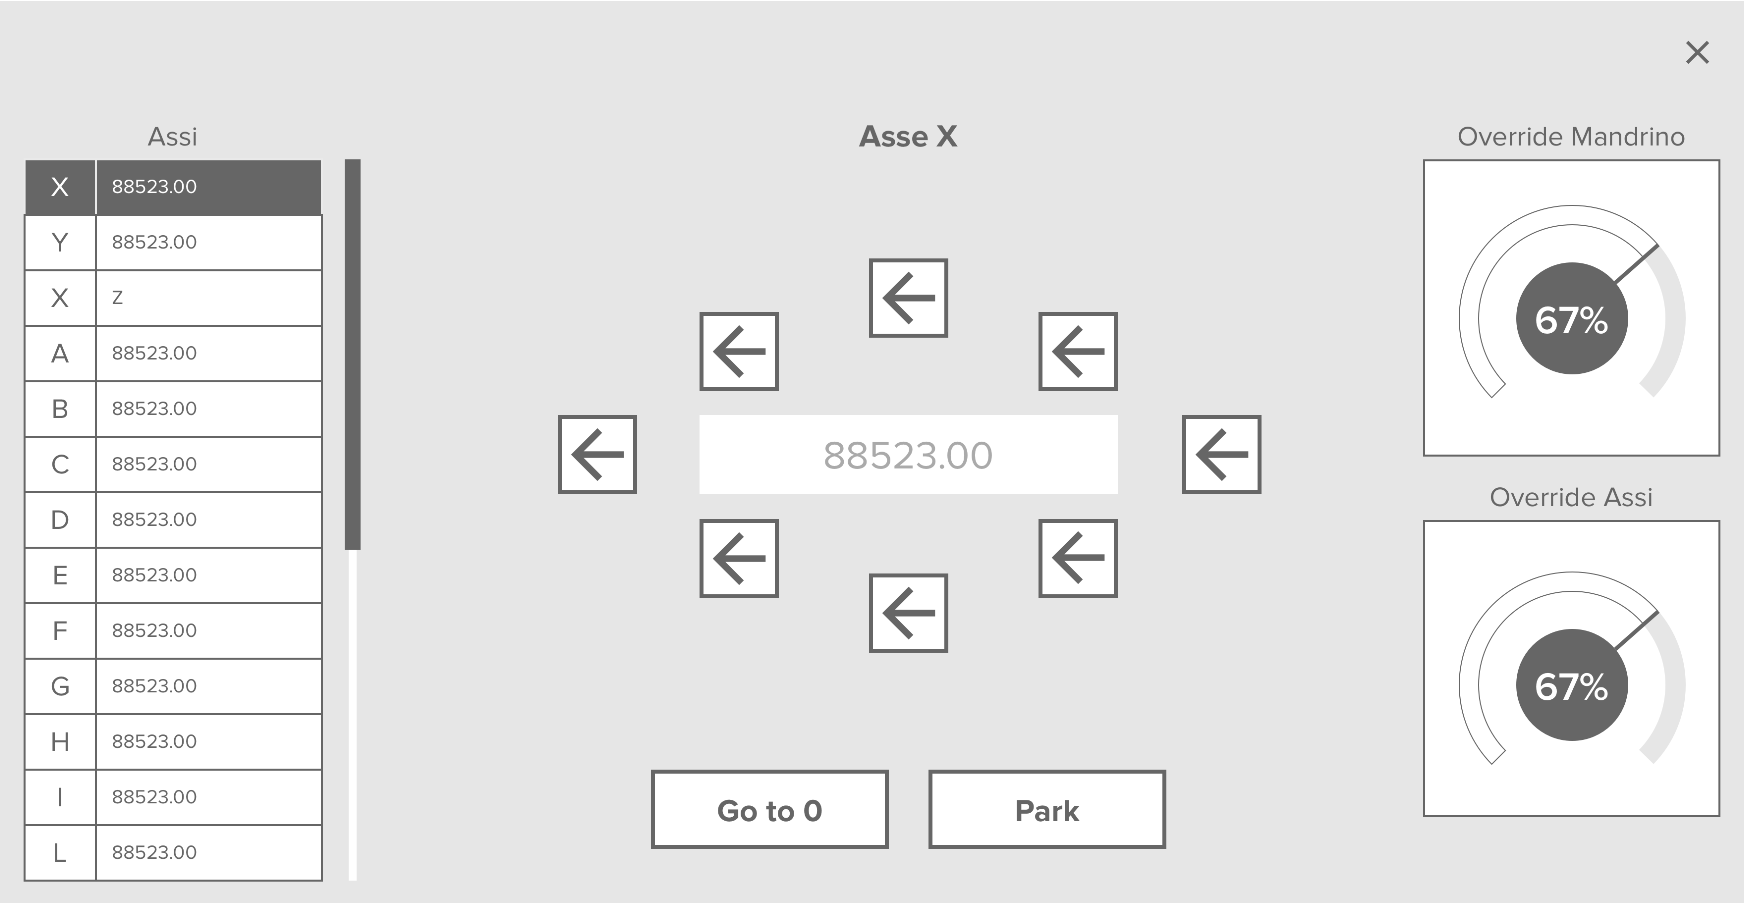 Assi
X 88523.00
Y 88523.00
X Z
A 88523.00
B 88523.00
C 88523.00
D 88523.00
E 88523.00
F 88523.00
G 88523.00
H 88523.00
I 88523.00
L 88523.00
Asse X
88523.00
Go to 0
Park
Override Mandrino
67%
Override Assi
67%